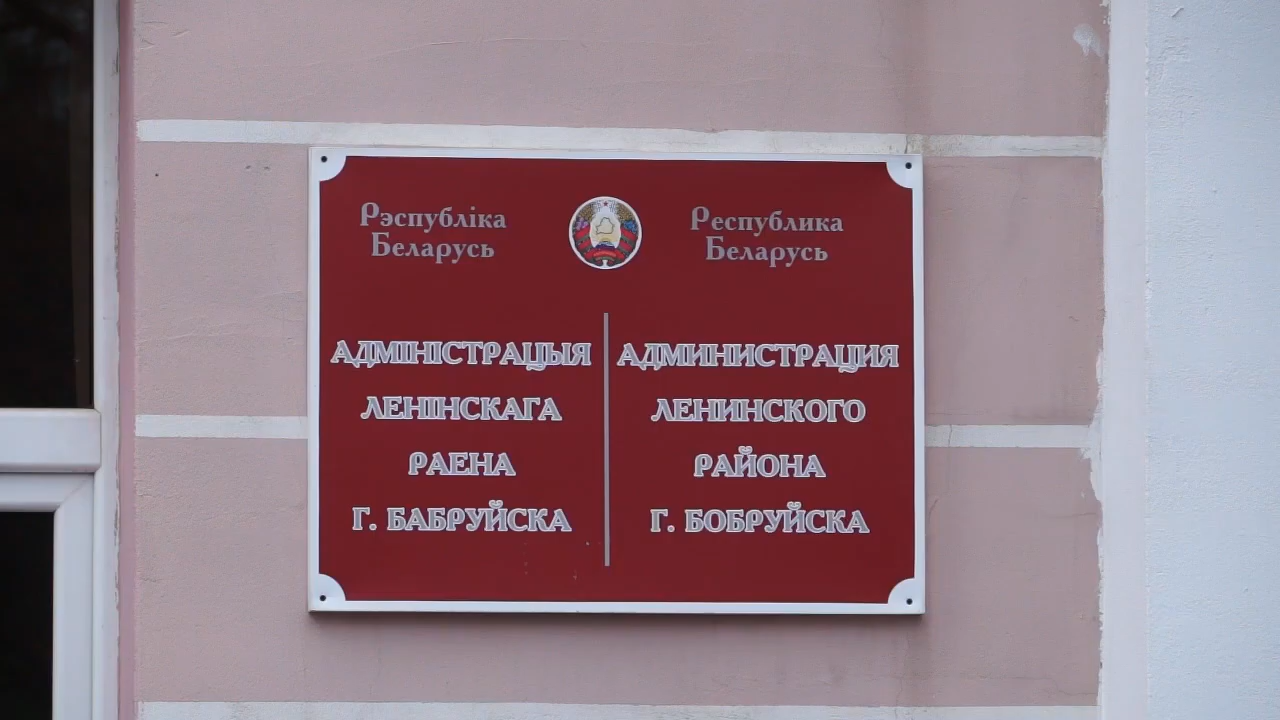 Рэспубліка
Беларусь
Республика
Беларусь
АДМІНІСТРАЦЫЯ
ЛЕНІНСКАГА
РАЕНА
Г. БАБРУЙСКА
АДМИНИСТРАЦИЯ
ЛЕНИНСКОГО
РАЙОНА
Г. БОБРУЙСКА